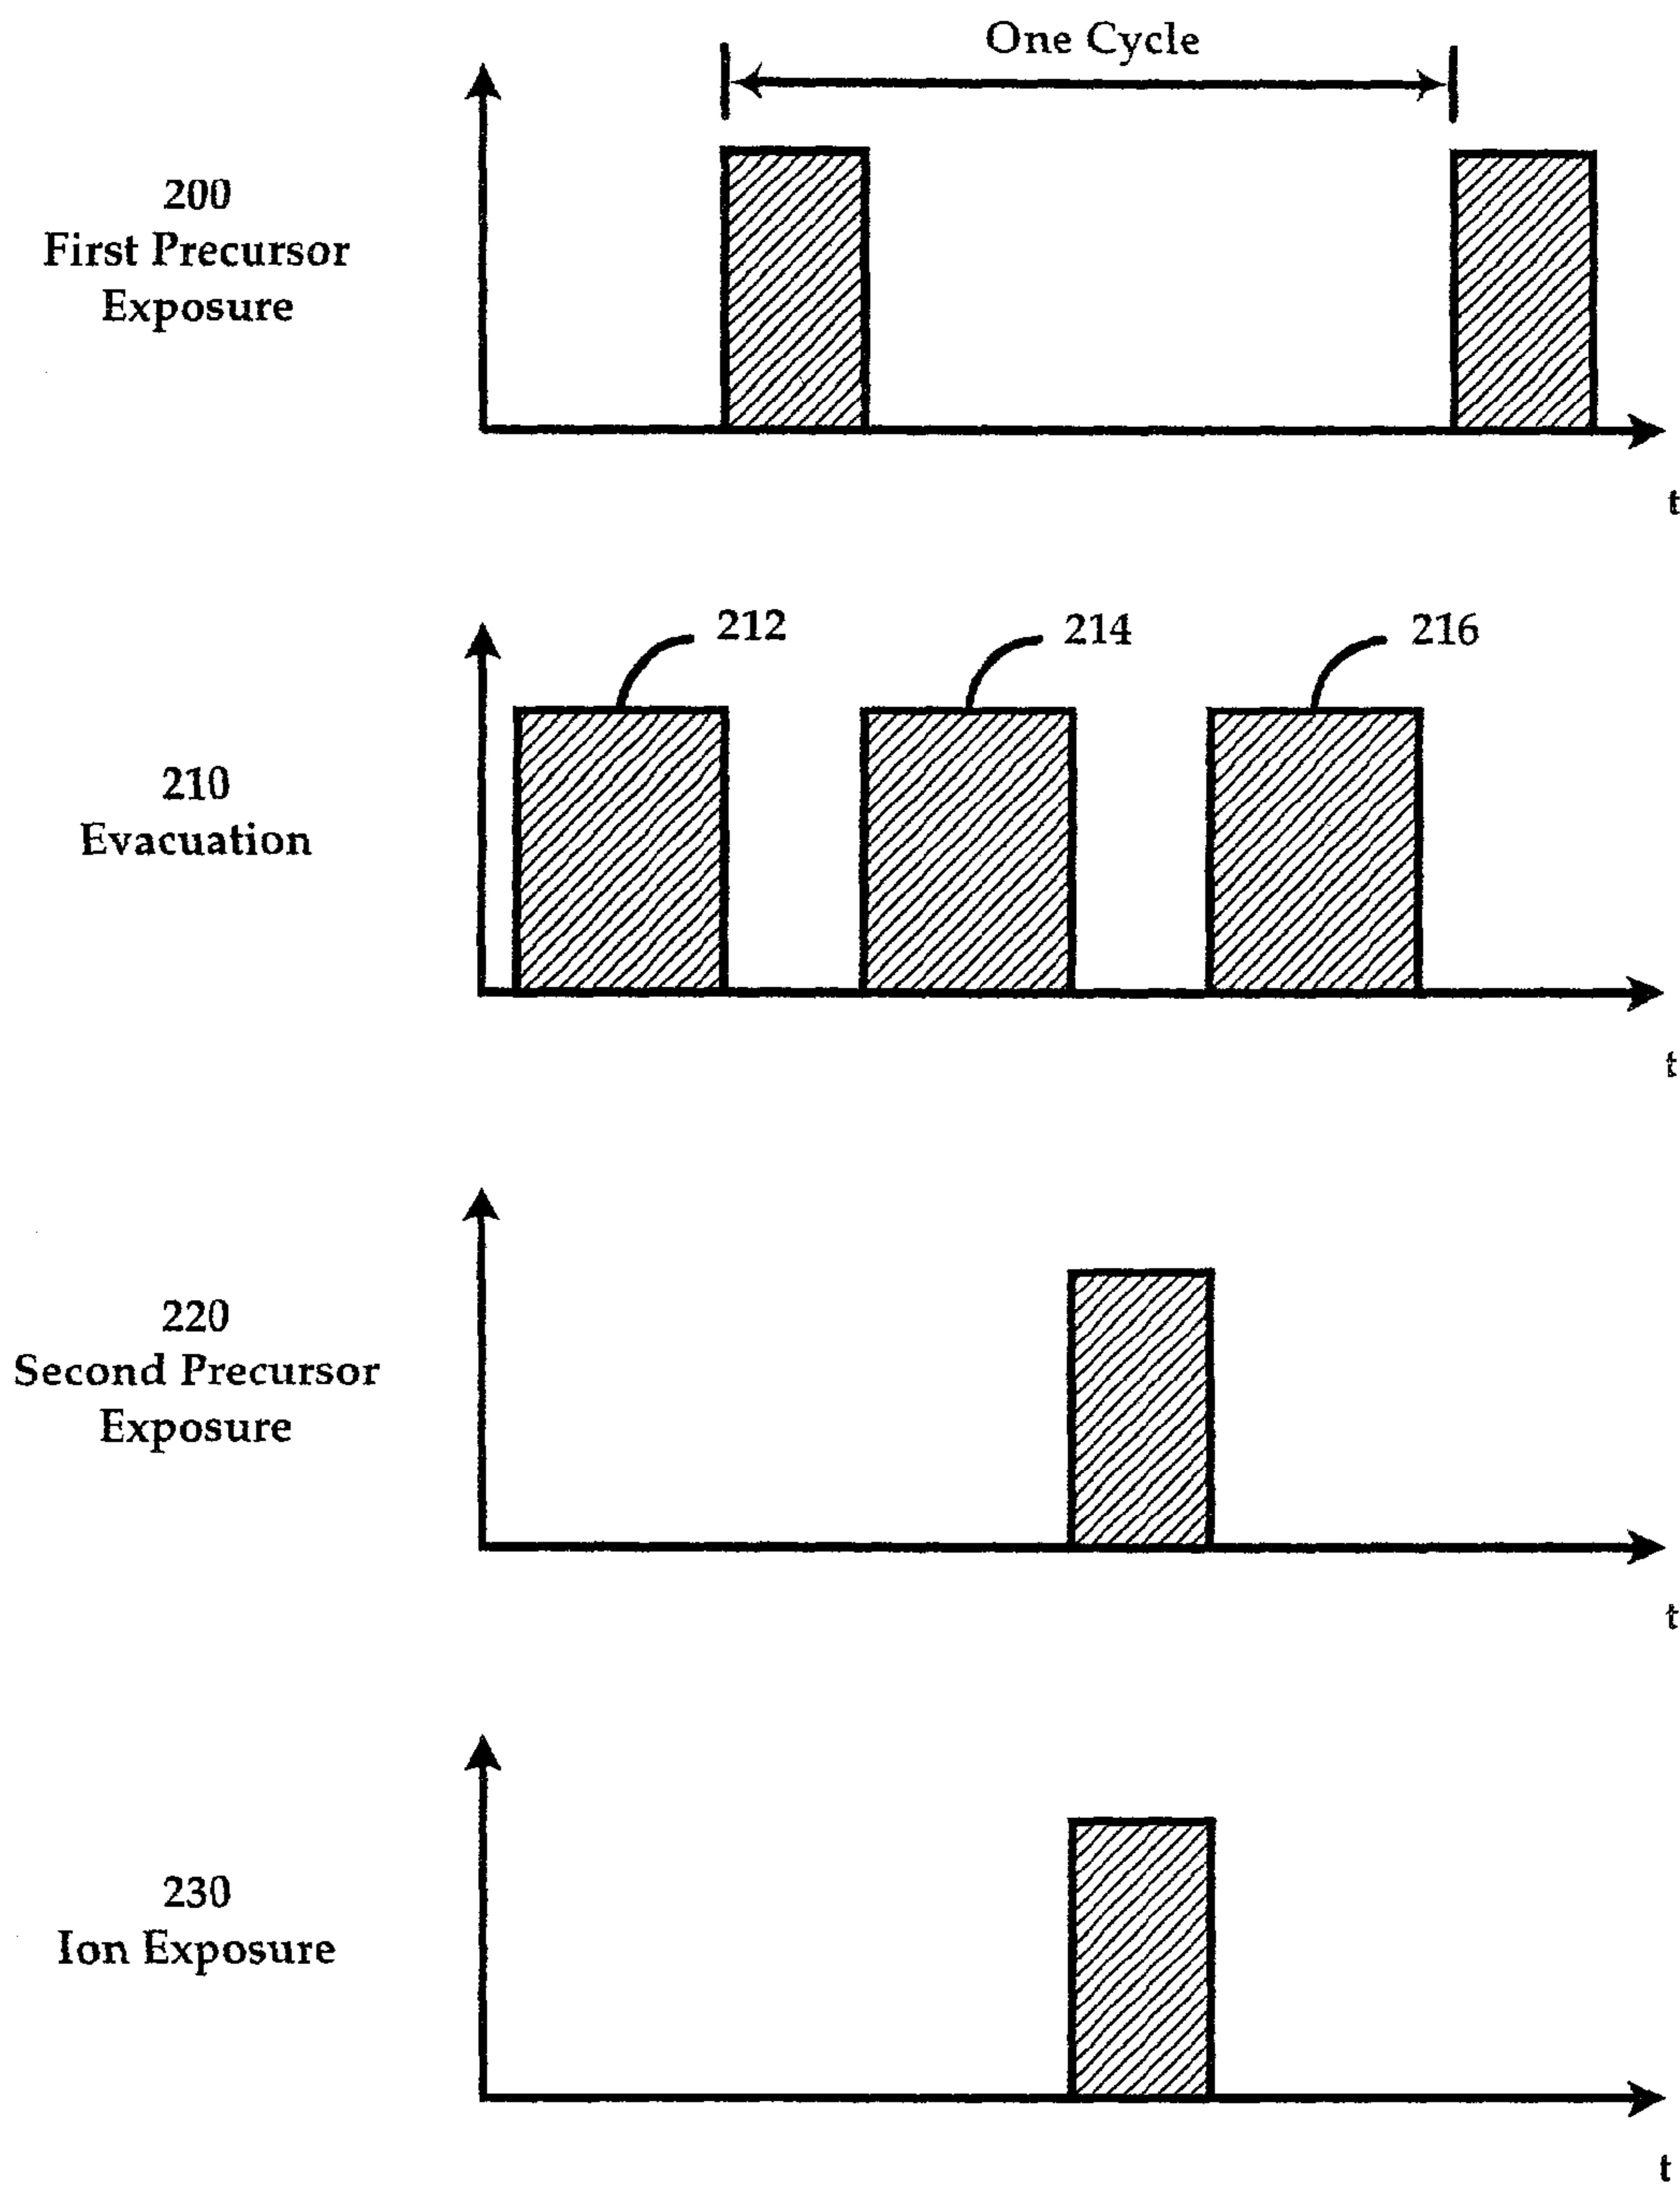 One Cycle
200
First Precursor
Exposure
t
212
214
216
210
Evacuation
t
220
Second Precursor
Exposure
t
230
Ion Exposure
t